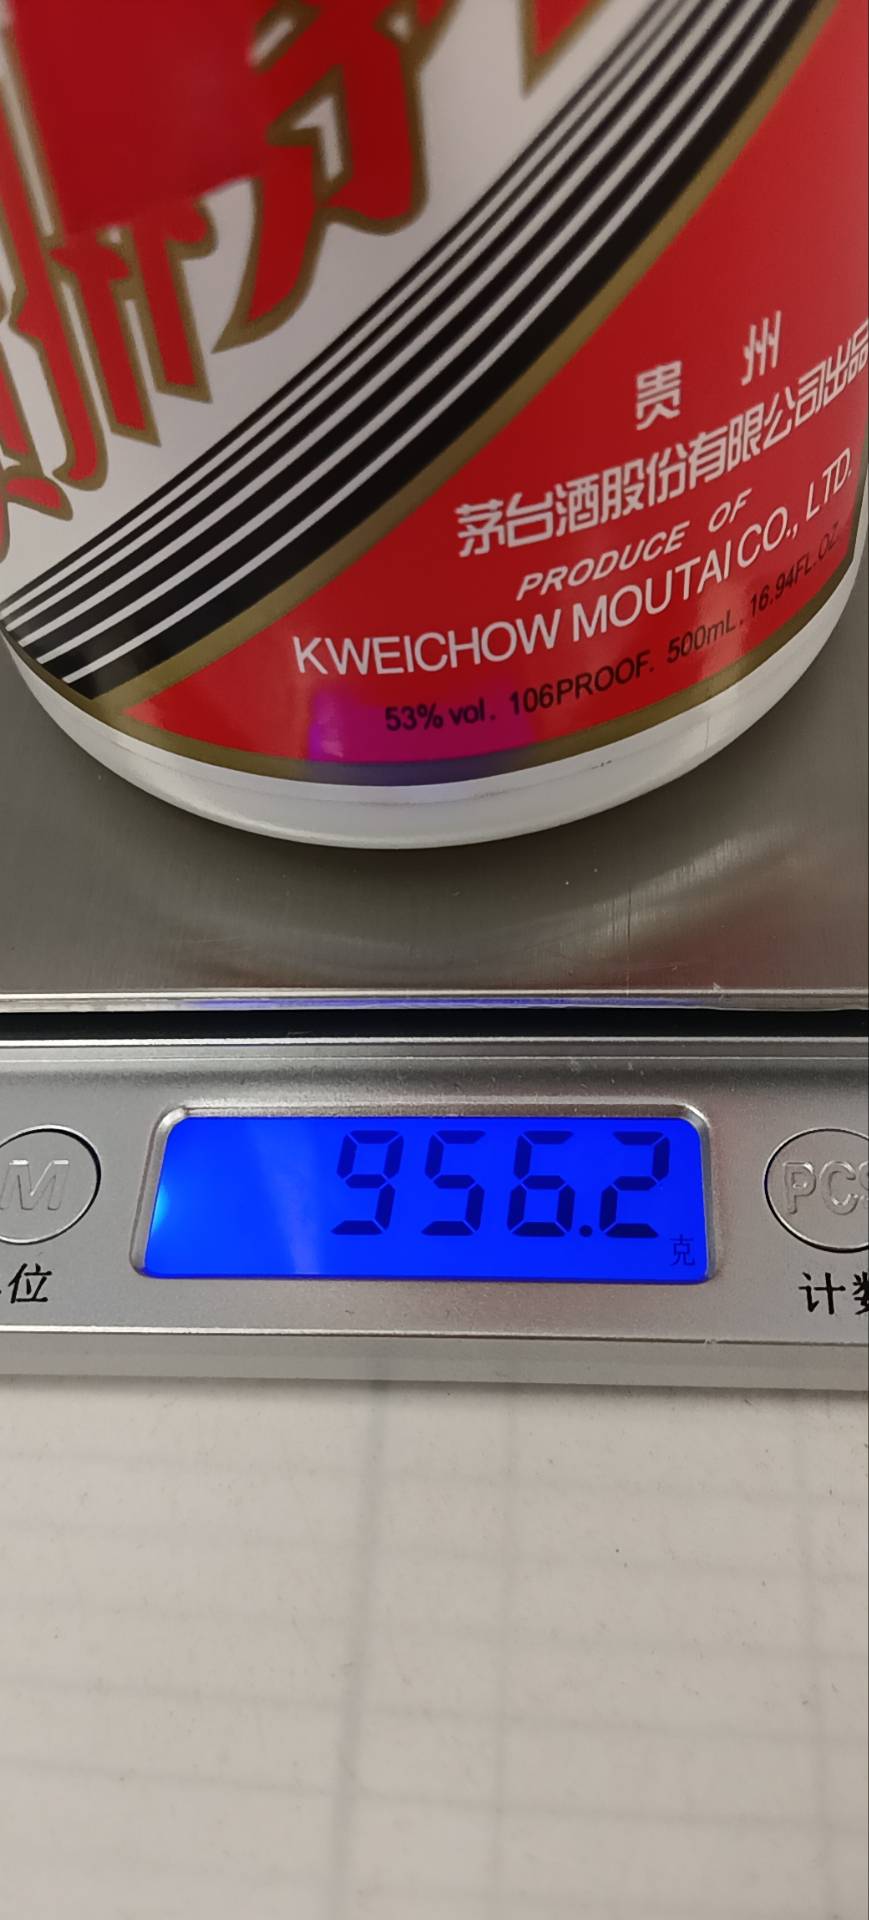 贵州
茅台酒股份有限公司出品
PRODUCE OF
KWEICHOW MOUTAI CO., LTD.
53% vol. 106PROOF. 500mL. 16.94FL.OZ.
956.2
克
M
PCS
位
计数